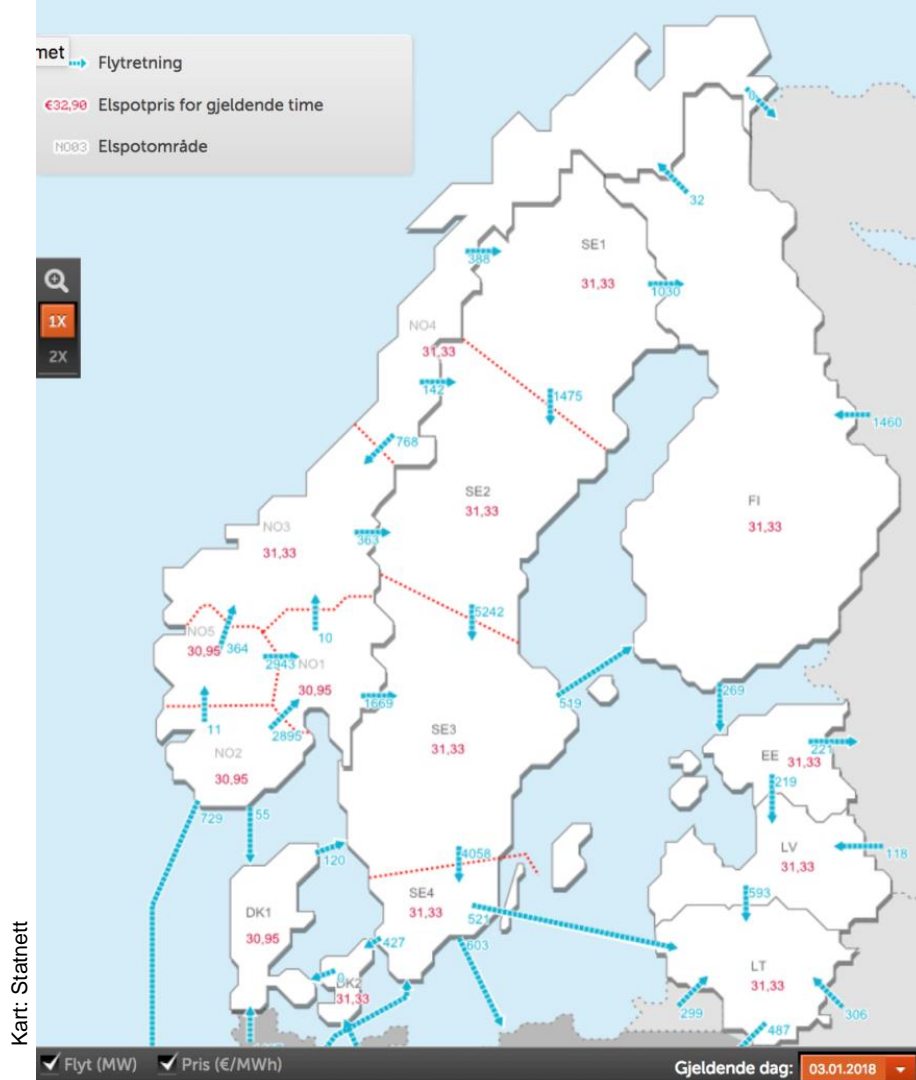 met
Flytretning
€32,90 Elspotpris for gjeldende time
NO03 Elspotområde
1X
2X
0
32
SE1
31,33
388
1030
NO4
31,33
142
1475
768
1460
SE2
31,33
FI
31,33
NO3
31,33
363
5242
10
NO5
30,95
364
2943
NO1
30,95
1669
519
269
11
2895
NO2
30,95
SE3
31,33
EE
31,33
221
219
729
55
120
4058
LV
31,33
118
593
SE4
31,33
521
DK1
30,95
427
603
0
DK2
31,33
LT
31,33
299
306
487
Kart: Statnett
Flyt (MW)
Pris (€/MWh)
Gjeldende dag:
03.01.2018